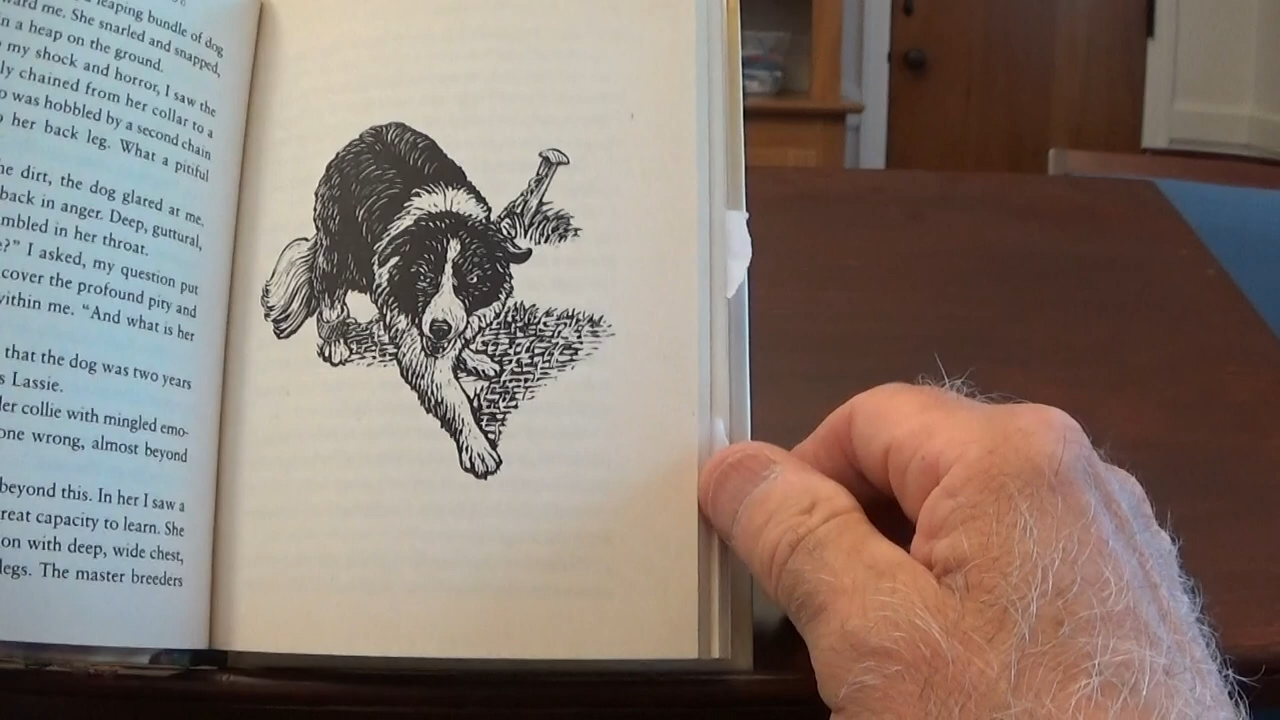 leaping bundle of dog
ward me. She snarled and snapped,
in a heap on the ground.
my shock and horror, I saw the
ly chained from her collar to a
o was hobbled by a second chain
her back leg. What a pitiful
he dirt, the dog glared at me.
back in anger. Deep, guttural,
mbled in her throat.
e?" I asked, my question put
cover the profound pity and
within me. "And what is her
that the dog was two years
s Lassie.
der collie with mingled emo-
one wrong, almost beyond
beyond this. In her I saw a
reat capacity to learn. She
on with deep, wide chest,
legs. The master breeders